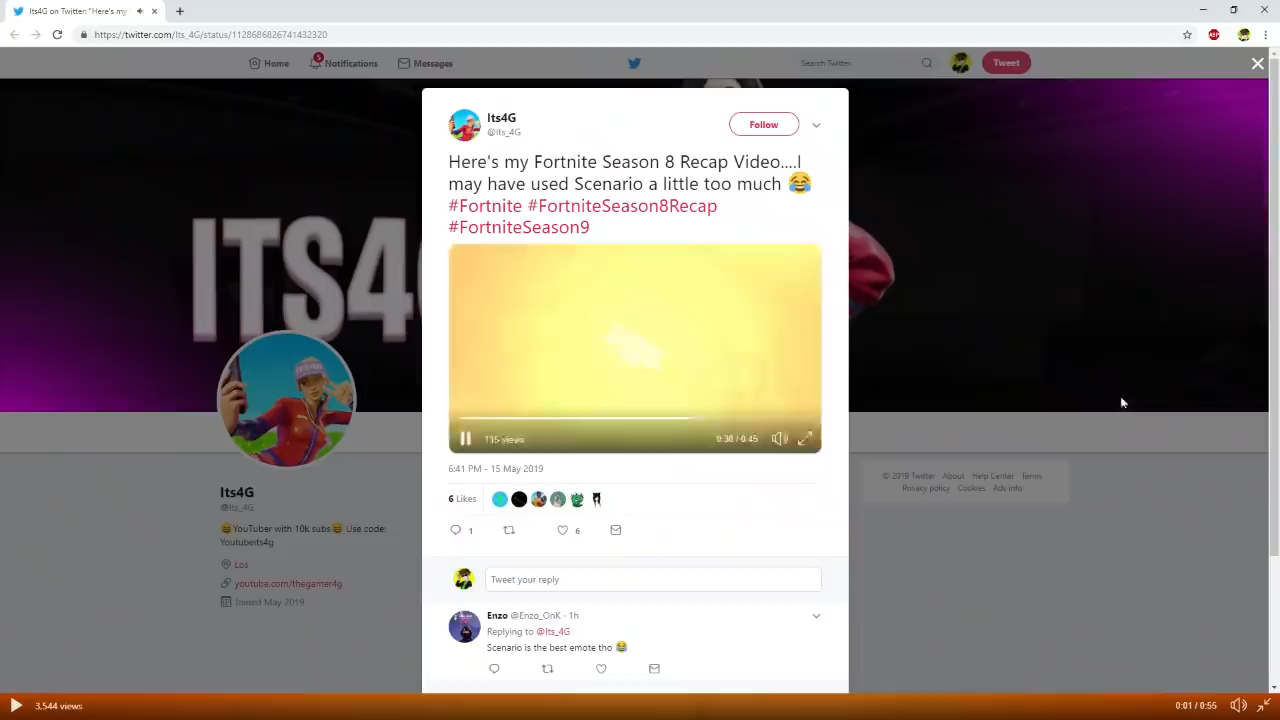 Its4G on Twitter: "Here's my
https://twitter.com/Its_4G/status/1128686826741432320
Home
5
Notifications
Messages
Search Twitter
Tweet
ITS4G
Its4G
@Its_4G
Follow
Here's my Fortnite Season 8 Recap Video....I
may have used Scenario a little too much 😂
#Fortnite #FortniteSeason8Recap
#FortniteSeason9
115 views
0:38 / 0:45
6:41 PM - 15 May 2019
6 Likes
1
6
Tweet your reply
Enzo @Enzo_OnK · 1h
Replying to @Its_4G
Scenario is the best emote tho 😂
Its4G
@Its_4G
😄YouTuber with 10k subs😄 Use code:
Youtubeits4g
Los
youtube.com/thegamer4g
Joined May 2019
© 2019 Twitter About Help Center Terms
Privacy policy Cookies Ads info
3,544 views
0:01 / 0:55